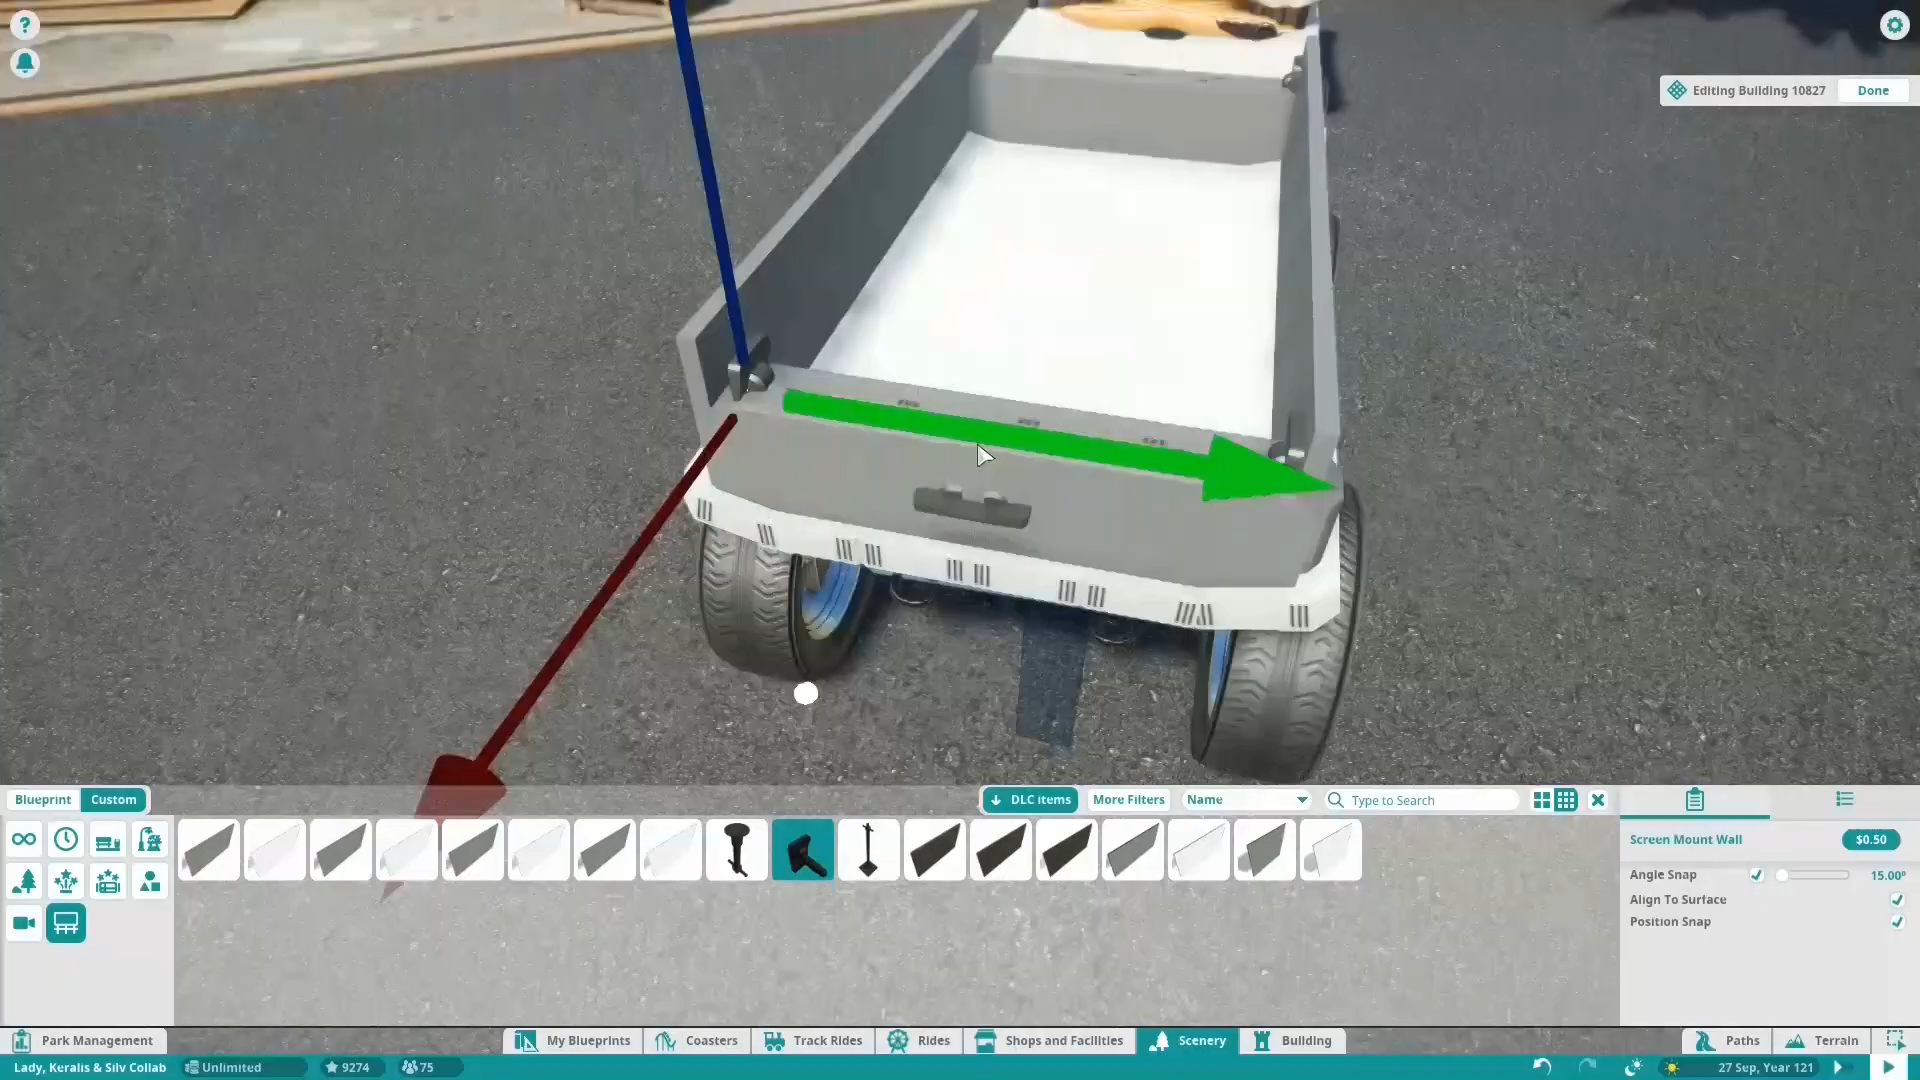 ?
Editing Building 10827
Done
Blueprint
Custom
DLC items
More Filters
Name
Type to Search
Screen Mount Wall
$0.50
Angle Snap
15.00°
Align To Surface
Position Snap
Park Management
My Blueprints
Coasters
Track Rides
Rides
Shops and Facilities
Scenery
Building
Paths
Terrain
Lady, Keralis & Silv Collab
Unlimited
9274
75
27 Sep, Year 121